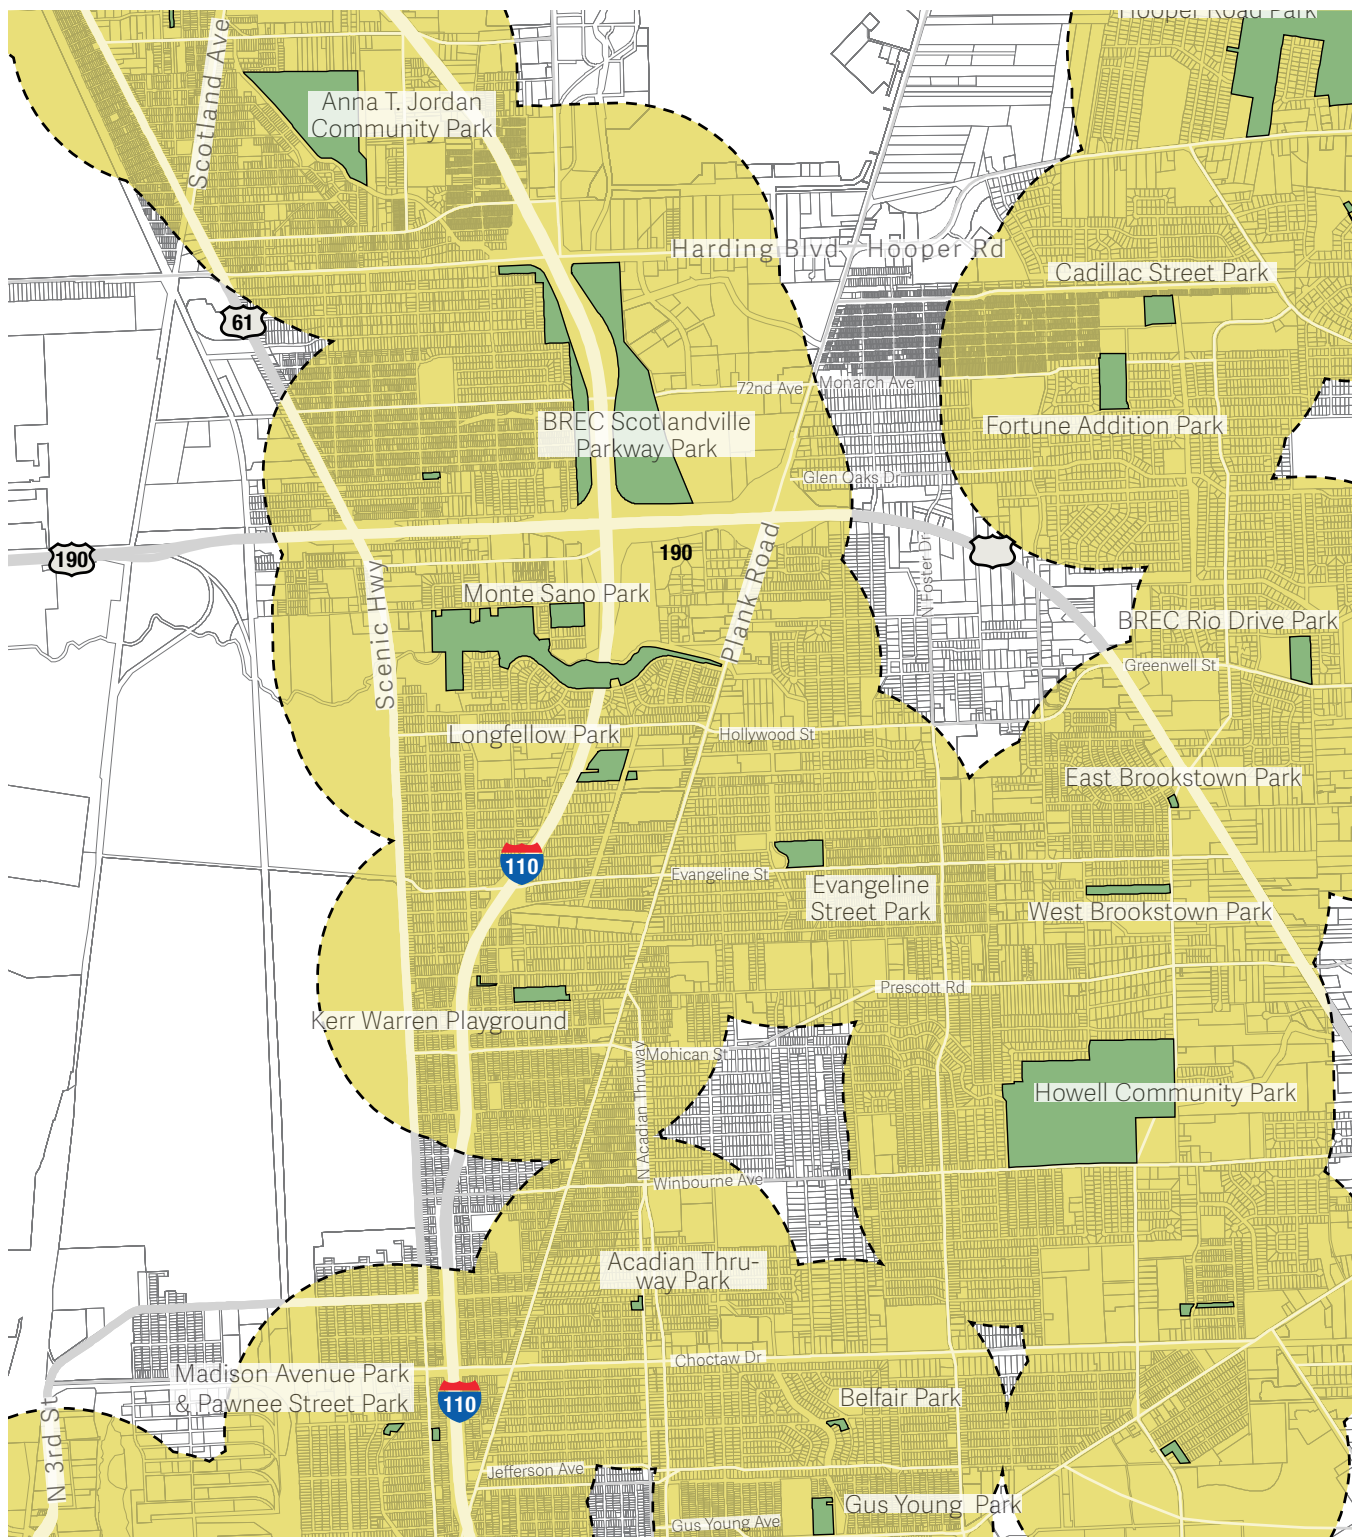 Hooper Road Park
Scotland Ave
Anna T. Jordan
Community Park
Harding Blvd
Hooper Rd
Cadillac Street Park
61
72nd Ave
Monarch Ave
BREC Scotlandville
Parkway Park
Fortune Addition Park
Glen Oaks Dr
190
190
Plank Road
N Foster Dr
Scenic Hwy
Monte Sano Park
BREC Rio Drive Park
Greenwell St
Longfellow Park
Hollywood St
East Brookstown Park
110
Evangeline St
Evangeline
Street Park
West Brookstown Park
Prescott Rd
Kerr Warren Playground
Mohican St
N Acadian Thruway
Howell Community Park
Winbourne Ave
Acadian Thru-
way Park
Choctaw Dr
Madison Avenue Park
& Pawnee Street Park
110
Belfair Park
N 3rd St
Jefferson Ave
Gus Young Park
Gus Young Ave